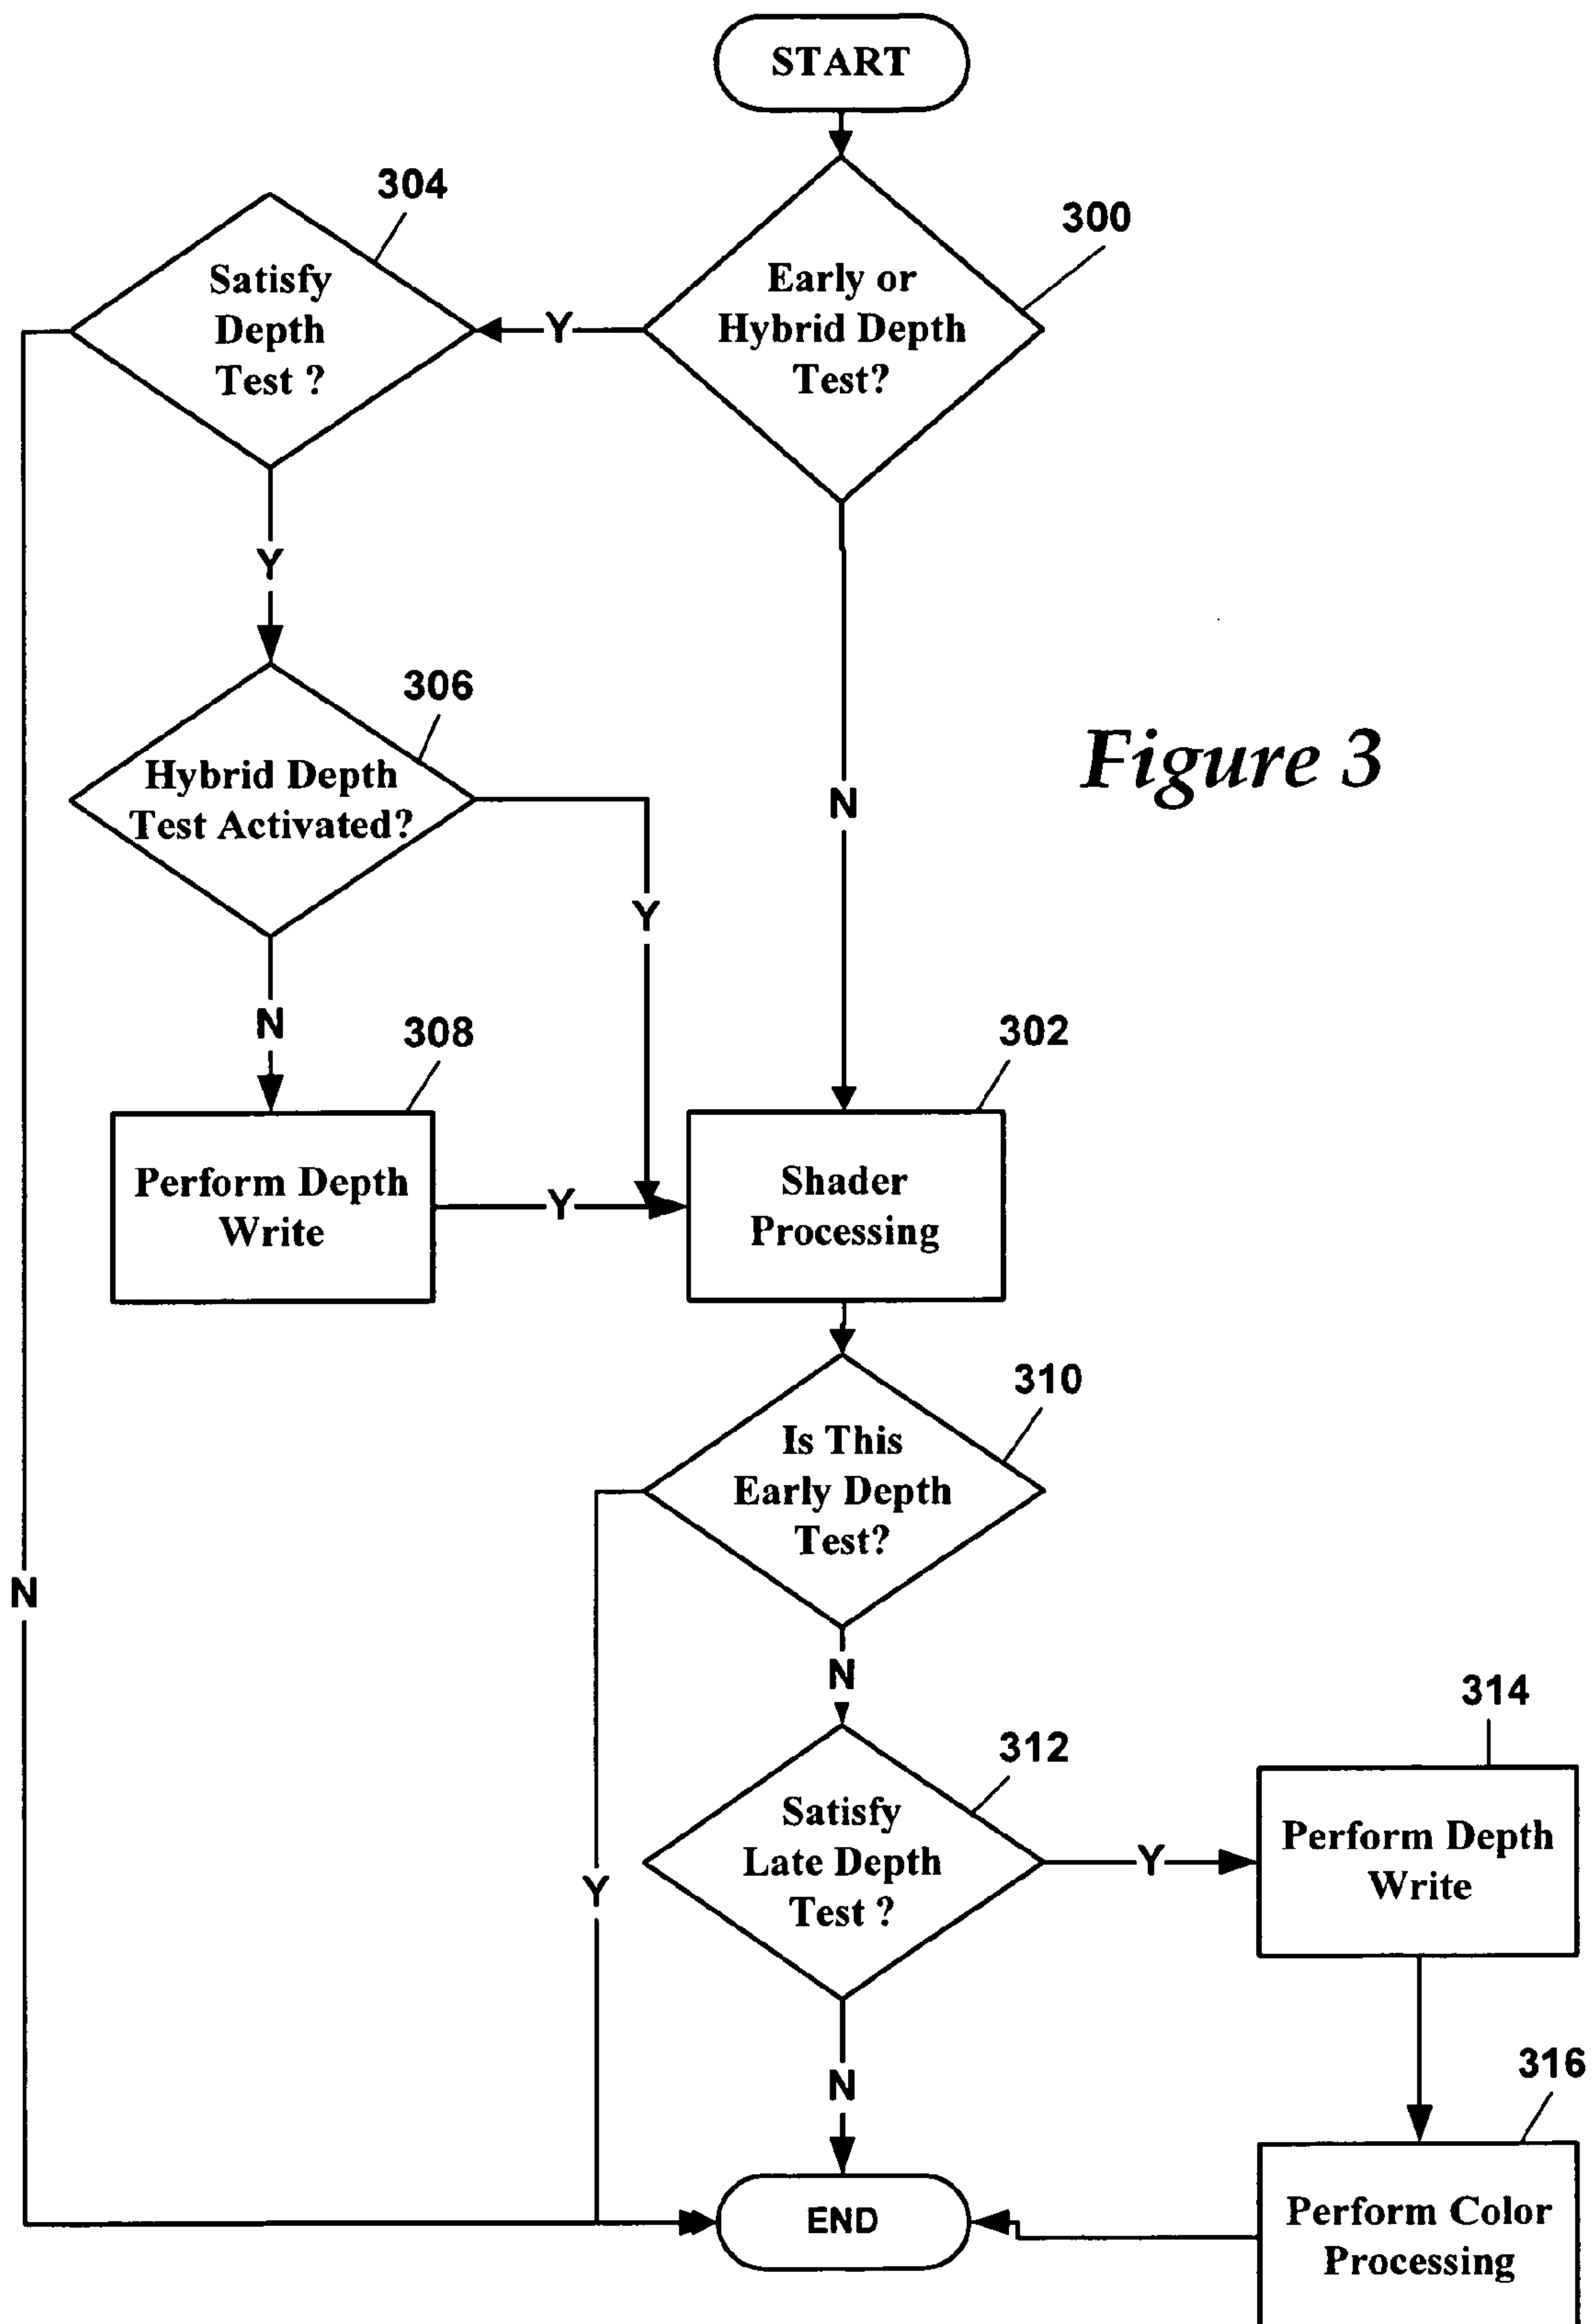 START
304
300
Satisfy
Depth
Test ?
Early or
Hybrid Depth
Test?
Y
Y
306
Hybrid Depth
Test Activated?
Figure 3
N
Y
N
308
302
Perform Depth
Write
Y
Shader
Processing
310
Is This
Early Depth
Test?
N
N
314
312
Satisfy
Late Depth
Test ?
Y
Perform Depth
Write
Y
N
316
END
Perform Color
Processing